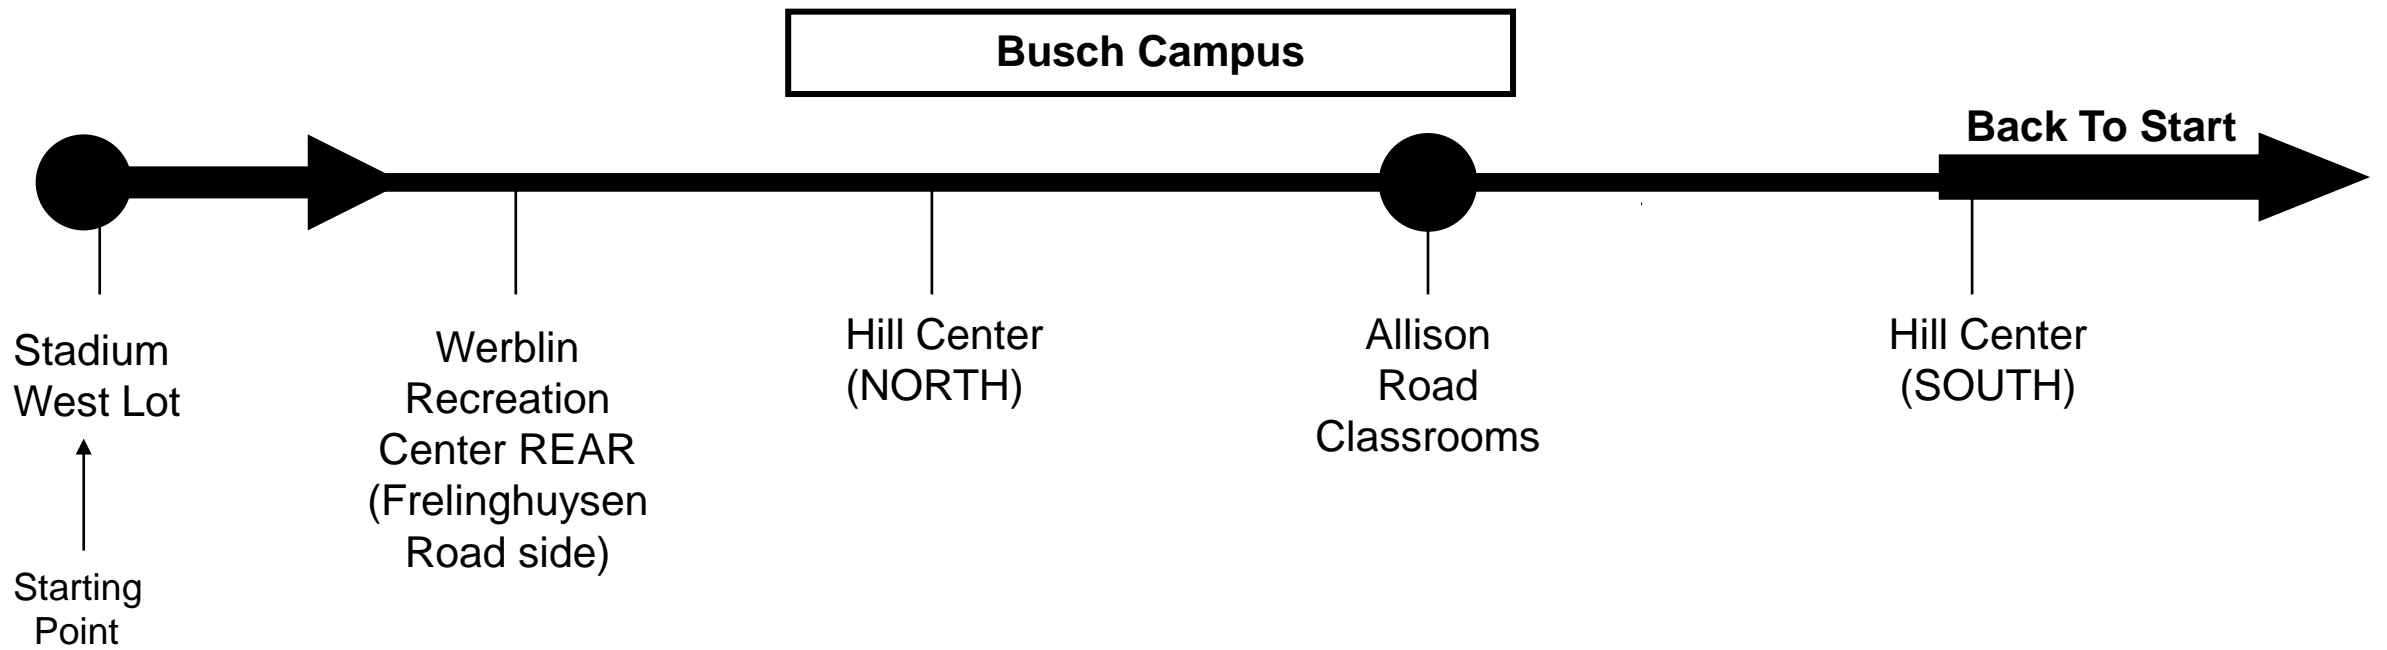 Busch Campus
Back To Start
Stadium
West Lot
Werblin
Recreation
Center REAR
(Frelinghuysen
Road side)
Hill Center
(NORTH)
Allison
Road
Classrooms
Hill Center
(SOUTH)
Starting
Point